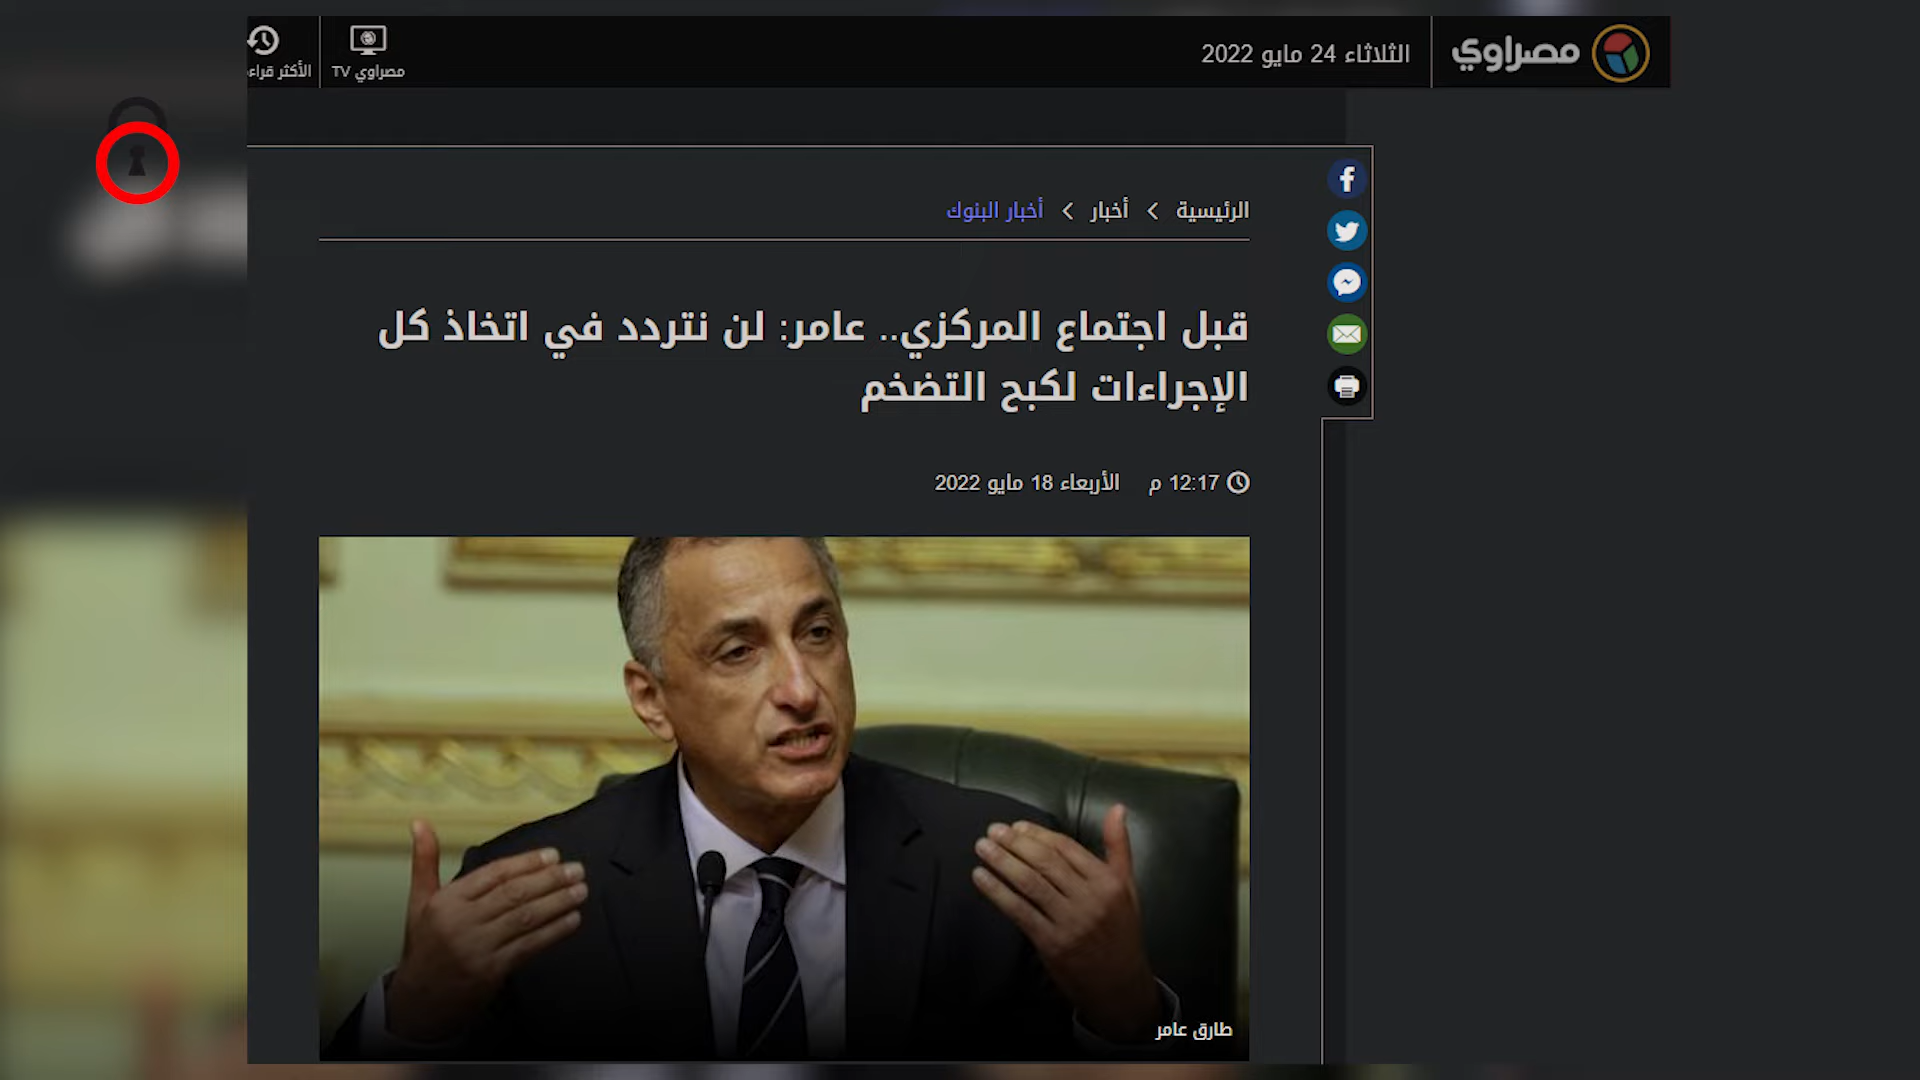 مصراوي
الثلاثاء 24 مايو 2022
مصراوي TV
الأكثر قراءة
الرئيسية > أخبار > أخبار البنوك
قبل اجتماع المركزي.. عامر: لن نتردد في اتخاذ كل
الإجراءات لكبح التضخم
12:17 م الأربعاء 18 مايو 2022
طارق عامر